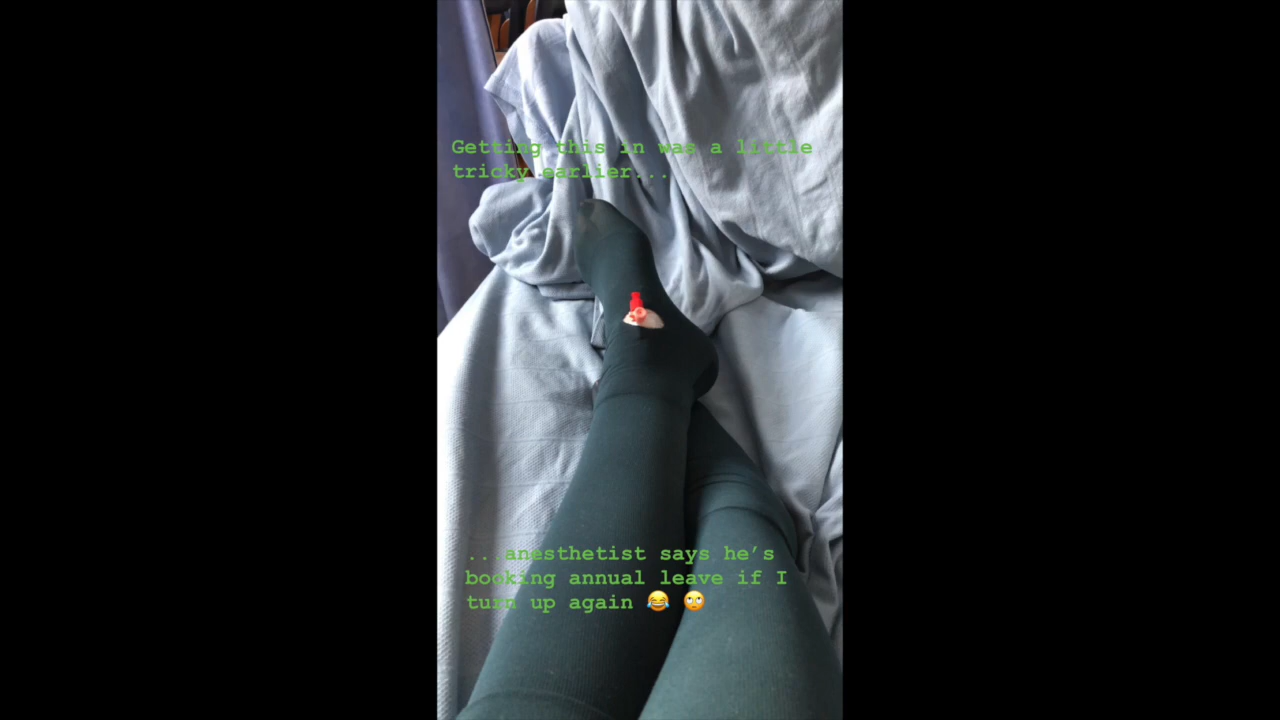 Getting this in was a little
tricky earlier...
...anesthetist says he’s
booking annual leave if I
turn up again 😂 🙄